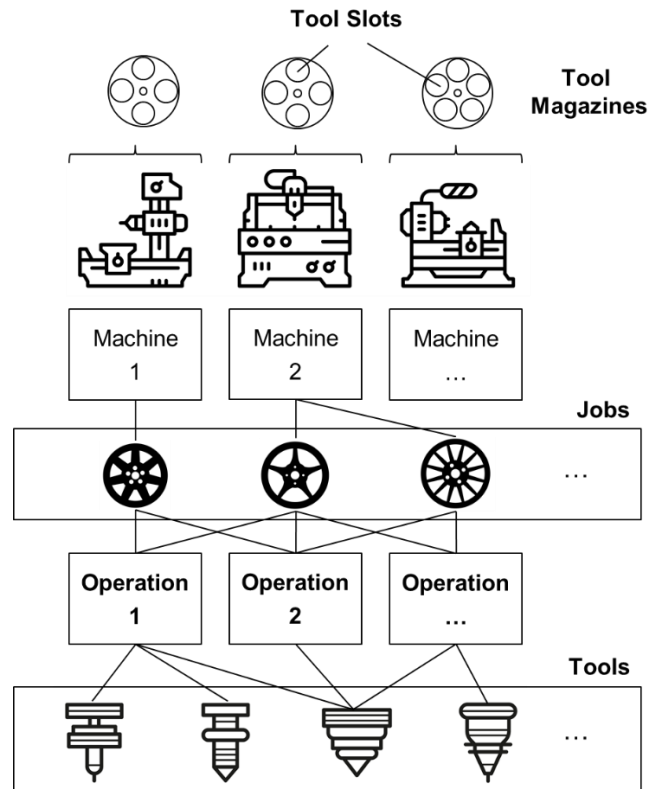 Tool Slots
Tool
Magazines
Machine
1
Machine
2
Machine
...
Jobs
...
Operation
1
Operation
2
Operation
...
Tools
...